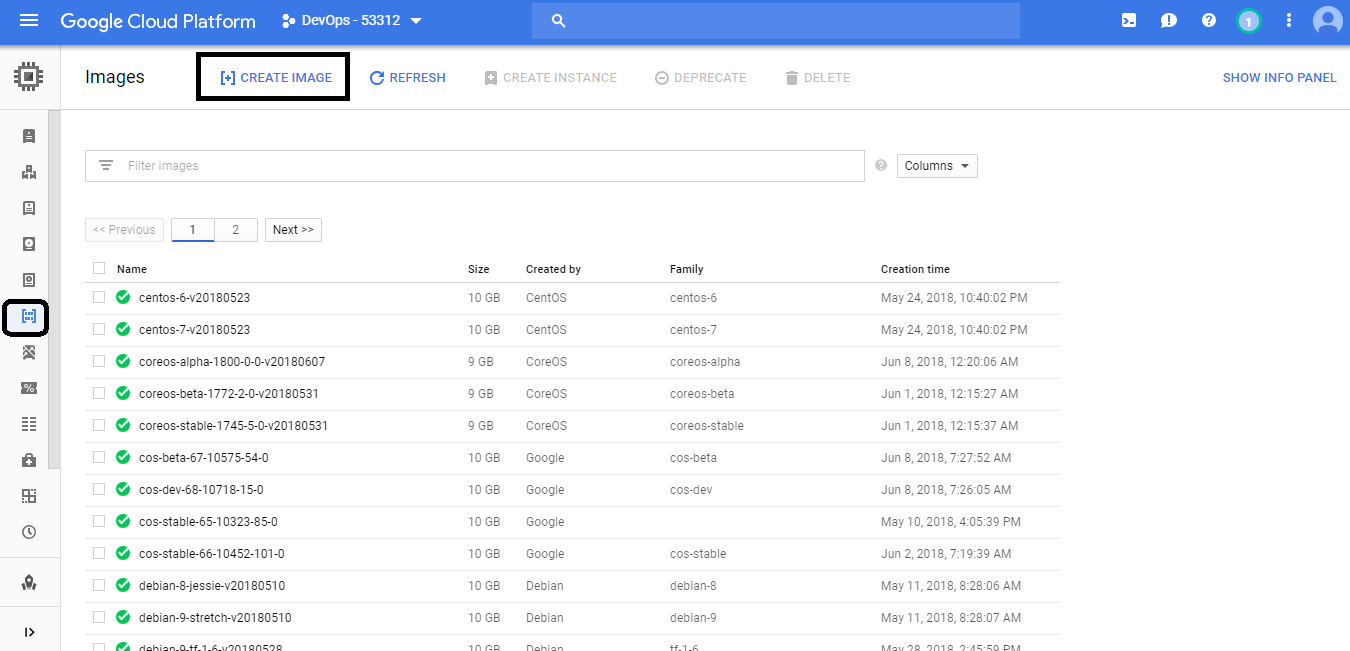 Google Cloud Platform DevOps - 53312 1
Images CREATE IMAGE REFRESH CREATE INSTANCE DEPRECATE DELETE SHOW INFO PANEL
Filter images ? Columns
<< Previous 1 2 Next >>
Name Size Created by Family Creation time
centos-6-v20180523 10 GB CentOS centos-6 May 24, 2018, 10:40:02 PM
centos-7-v20180523 10 GB CentOS centos-7 May 24, 2018, 10:40:02 PM
coreos-alpha-1800-0-0-v20180607 9 GB CoreOS coreos-alpha Jun 8, 2018, 12:20:06 AM
coreos-beta-1772-2-0-v20180531 9 GB CoreOS coreos-beta Jun 1, 2018, 12:15:27 AM
coreos-stable-1745-5-0-v20180531 9 GB CoreOS coreos-stable Jun 1, 2018, 12:15:37 AM
cos-beta-67-10575-54-0 10 GB Google cos-beta Jun 8, 2018, 7:27:52 AM
cos-dev-68-10718-15-0 10 GB Google cos-dev Jun 8, 2018, 7:26:05 AM
cos-stable-65-10323-85-0 10 GB Google May 10, 2018, 4:05:39 PM
cos-stable-66-10452-101-0 10 GB Google cos-stable Jun 2, 2018, 7:19:39 AM
debian-8-jessie-v20180510 10 GB Debian debian-8 May 11, 2018, 8:28:06 AM
debian-9-stretch-v20180510 10 GB Debian debian-9 May 11, 2018, 8:28:07 AM
debian-9-tf-1-6-v20180528 10 GB Debian tf-1-6 May 28, 2018, 2:45:59 PM